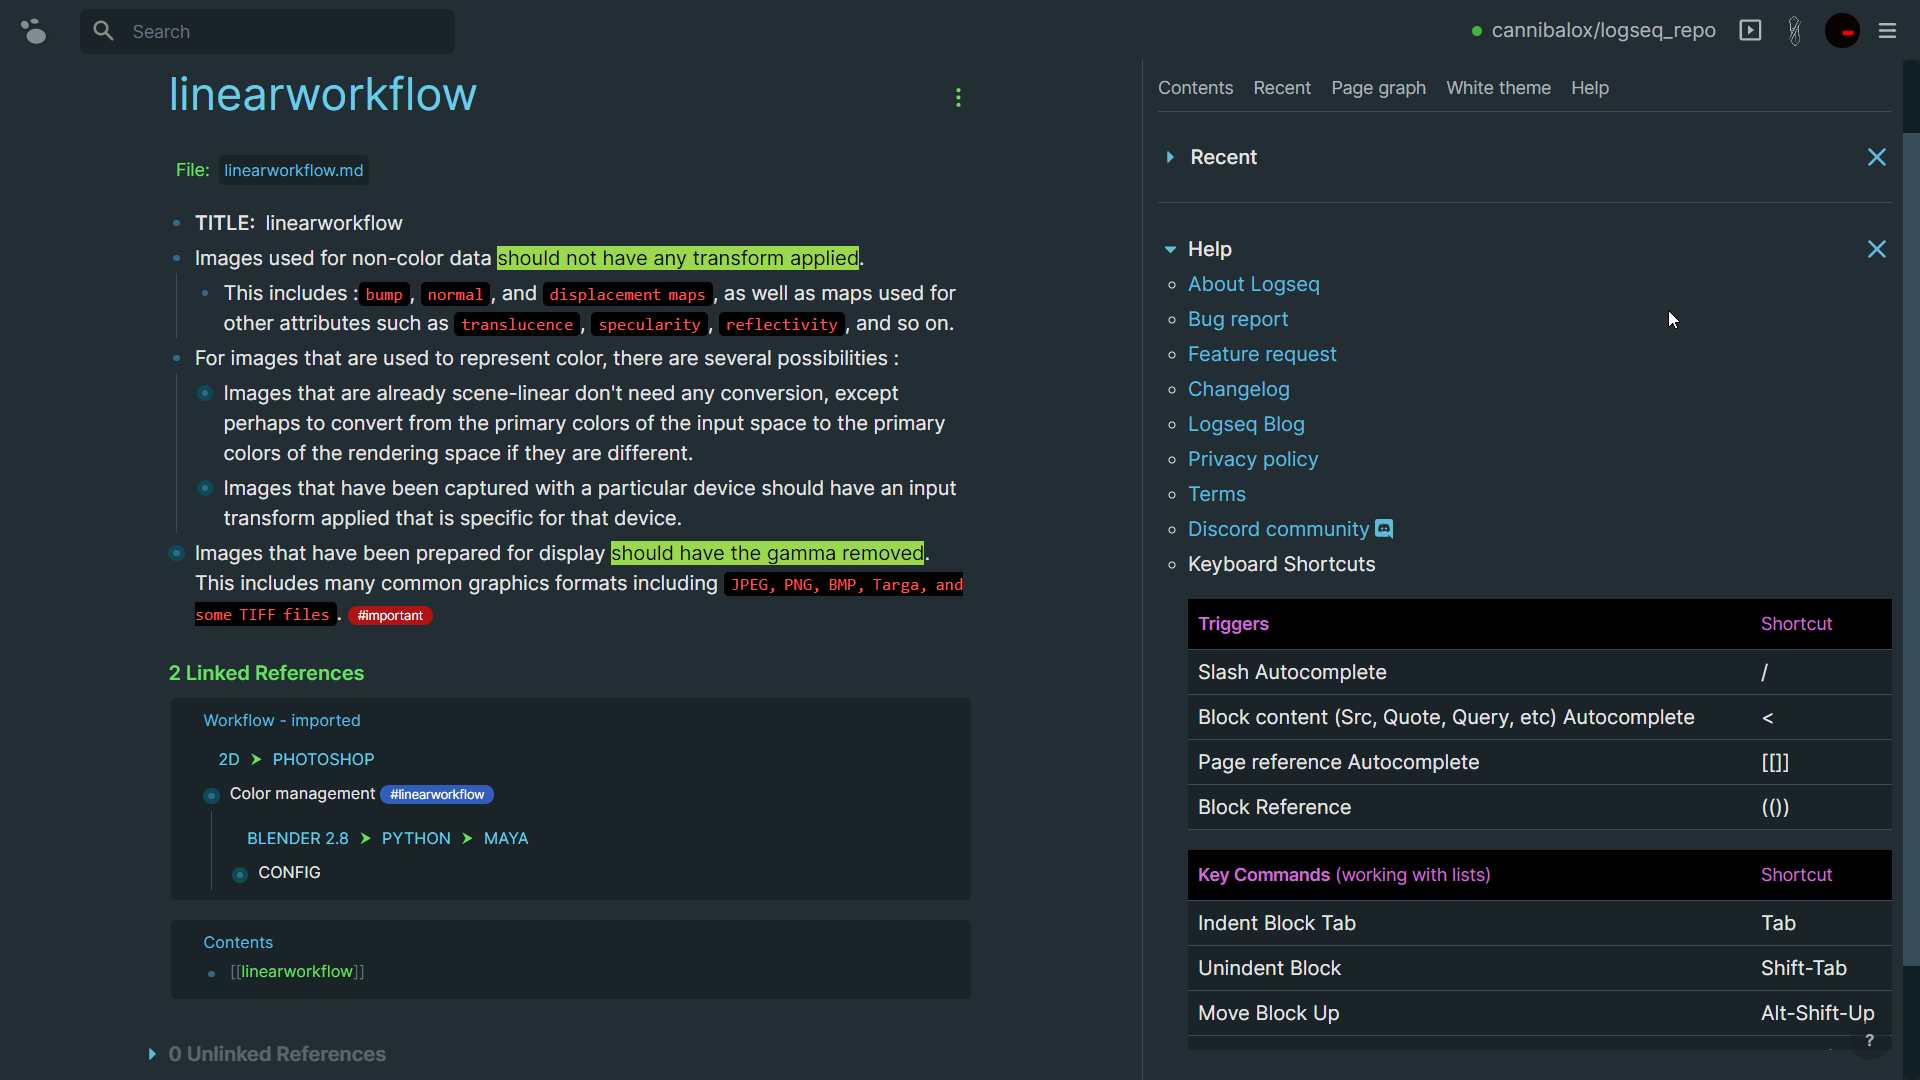 Search
cannibalox/logseq_repo
linearworkflow
File: linearworkflow.md
TITLE: linearworkflow
Images used for non-color data should not have any transform applied.
This includes : bump , normal , and displacement maps , as well as maps used for
other attributes such as translucence , specularity , reflectivity , and so on.
For images that are used to represent color, there are several possibilities :
Images that are already scene-linear don't need any conversion, except
perhaps to convert from the primary colors of the input space to the primary
colors of the rendering space if they are different.
Images that have been captured with a particular device should have an input
transform applied that is specific for that device.
Images that have been prepared for display should have the gamma removed.
This includes many common graphics formats including JPEG, PNG, BMP, Targa, and
some TIFF files . #important
2 Linked References
Workflow - imported
2D ➤ PHOTOSHOP
Color management #linearworkflow
BLENDER 2.8 ➤ PYTHON ➤ MAYA
CONFIG
Contents
[[linearworkflow]]
0 Unlinked References
Contents Recent Page graph White theme Help
Recent
Help
About Logseq
Bug report
Feature request
Changelog
Logseq Blog
Privacy policy
Terms
Discord community
Keyboard Shortcuts
Triggers Shortcut
Slash Autocomplete /
Block content (Src, Quote, Query, etc) Autocomplete <
Page reference Autocomplete [[]]
Block Reference (())
Key Commands (working with lists) Shortcut
Indent Block Tab Tab
Unindent Block Shift-Tab
Move Block Up Alt-Shift-Up
?